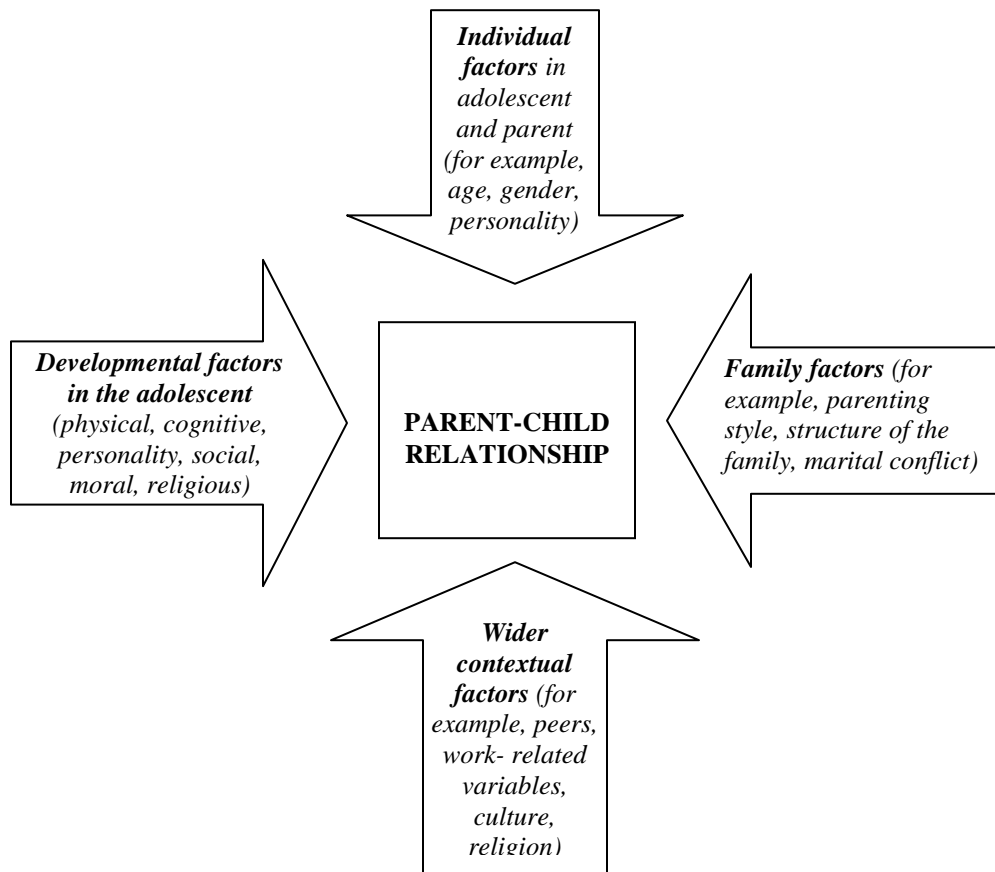 Individual
factors in
adolescent
and parent
(for example,
age, gender,
personality)
Developmental factors
in the adolescent
(physical, cognitive,
personality, social,
moral, religious)
PARENT-CHILD
RELATIONSHIP
Family factors (for
example, parenting
style, structure of the
family, marital conflict)
Wider
contextual
factors (for
example, peers,
work- related
variables,
culture,
religion)